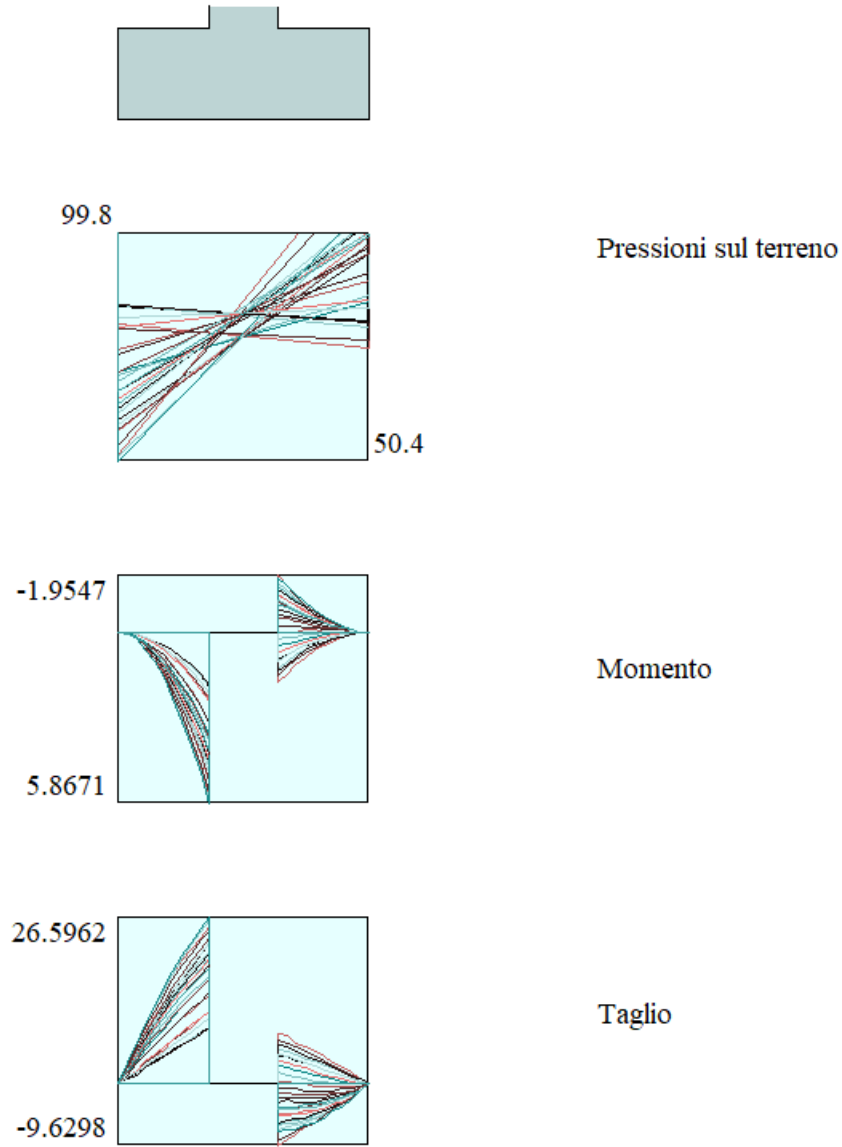 99.8
Pressioni sul terreno
50.4
-1.9547
Momento
5.8671
26.5962
Taglio
-9.6298